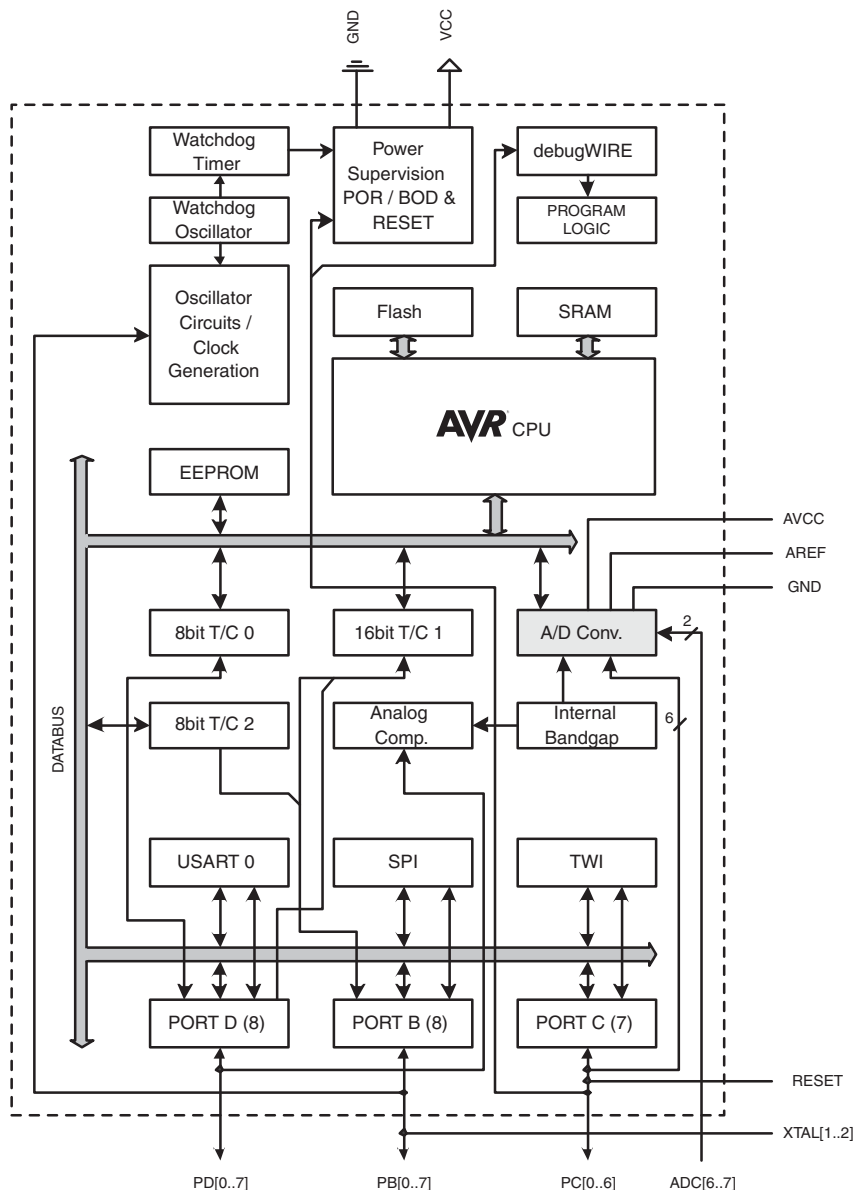 GND
VCC
Watchdog
Timer
Power
Supervision
POR / BOD &
RESET
debugWIRE
Watchdog
Oscillator
PROGRAM
LOGIC
Oscillator
Circuits /
Clock
Generation
Flash
SRAM
AVR CPU
EEPROM
AVCC
AREF
GND
8bit T/C 0
16bit T/C 1
A/D Conv.
2
DATABUS
8bit T/C 2
Analog
Comp.
Internal
Bandgap
6
USART 0
SPI
TWI
PORT D (8)
PORT B (8)
PORT C (7)
RESET
XTAL[1..2]
PD[0..7]
PB[0..7]
PC[0..6]
ADC[6..7]